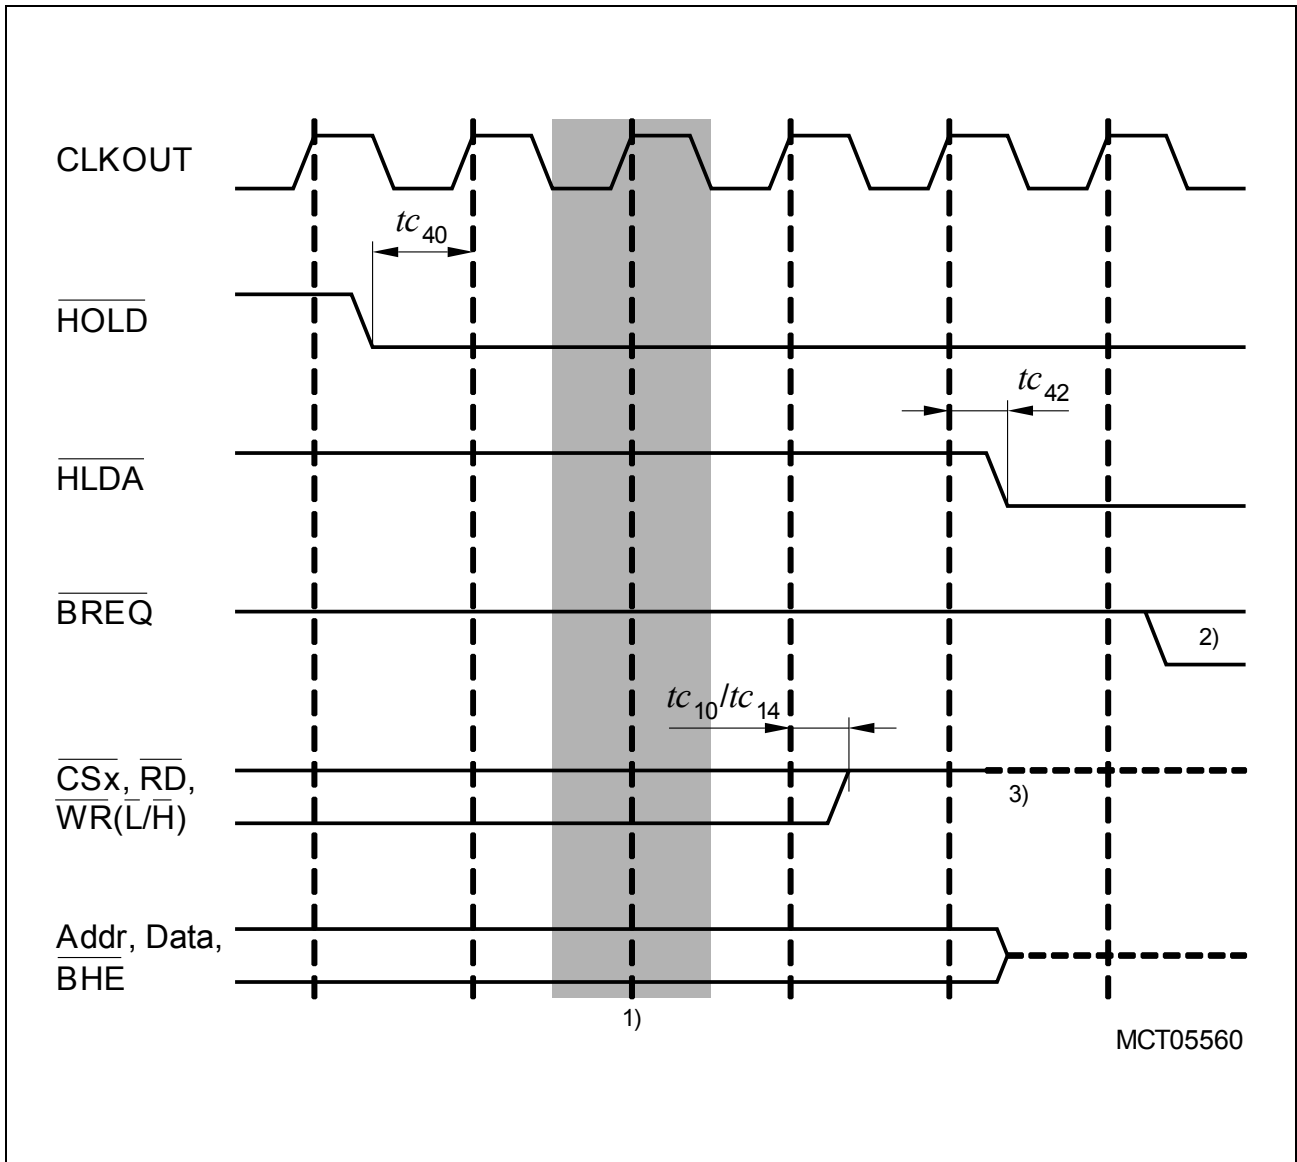 CLKOUT
tc40
HOLD
tc42
HLDA
BREQ
2)
tc10/tc14
CSx, RD,
WR(L/H)
3)
Addr, Data,
BHE
1)
MCT05560